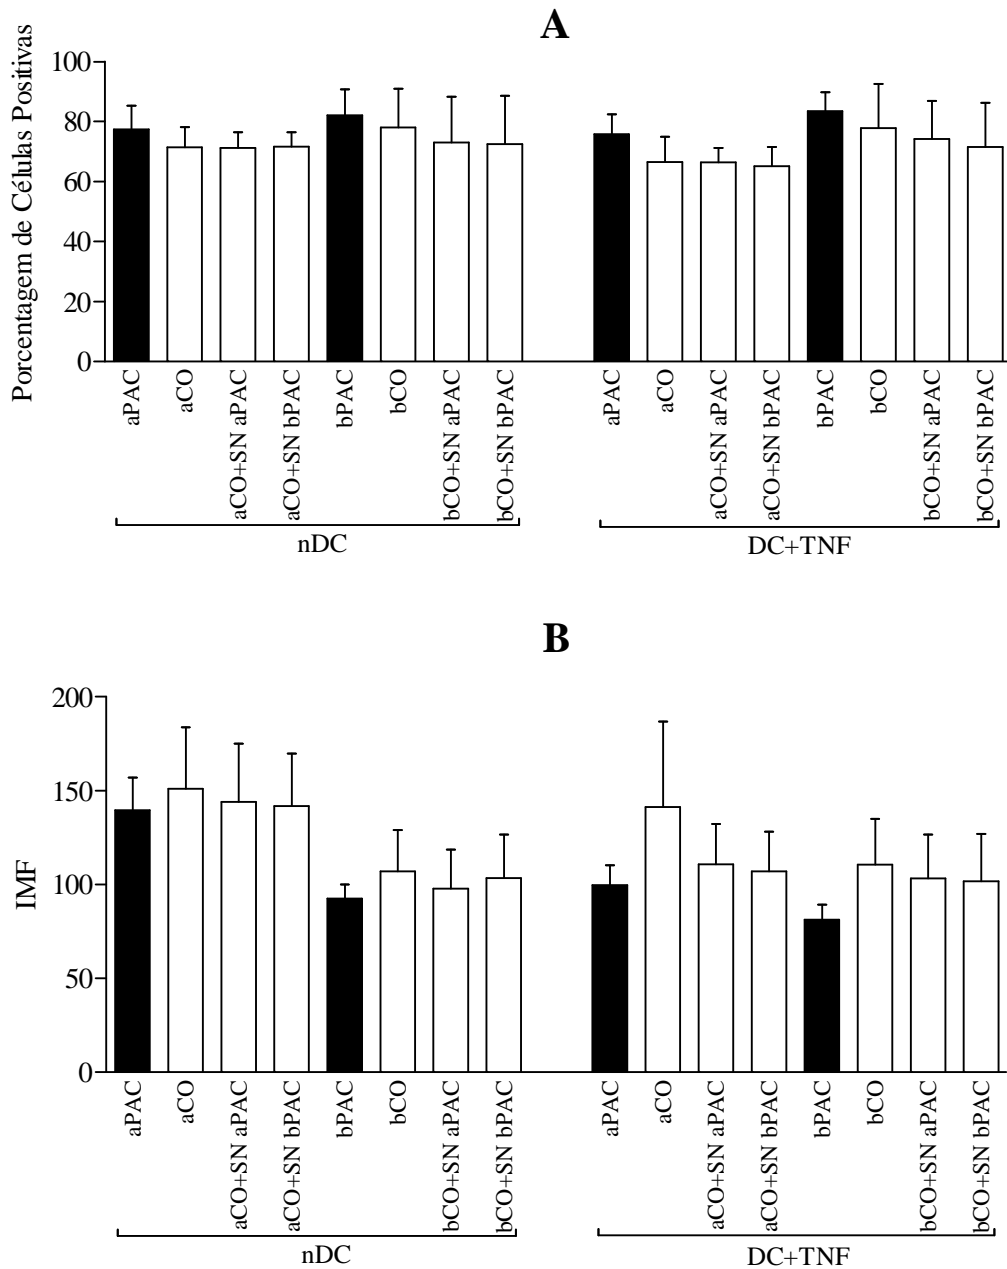 A
Porcentagem de Células Positivas
100
80
60
40
20
0
aPAC
aCO
aCO+SN aPAC
aCO+SN bPAC
bPAC
bCO
bCO+SN aPAC
bCO+SN bPAC
aPAC
aCO
aCO+SN aPAC
aCO+SN bPAC
bPAC
bCO
bCO+SN aPAC
bCO+SN bPAC
nDC
DC+TNF
B
IMF
200
150
100
50
0
aPAC
aCO
aCO+SN aPAC
aCO+SN bPAC
bPAC
bCO
bCO+SN aPAC
bCO+SN bPAC
aPAC
aCO
aCO+SN aPAC
aCO+SN bPAC
bPAC
bCO
bCO+SN aPAC
bCO+SN bPAC
nDC
DC+TNF